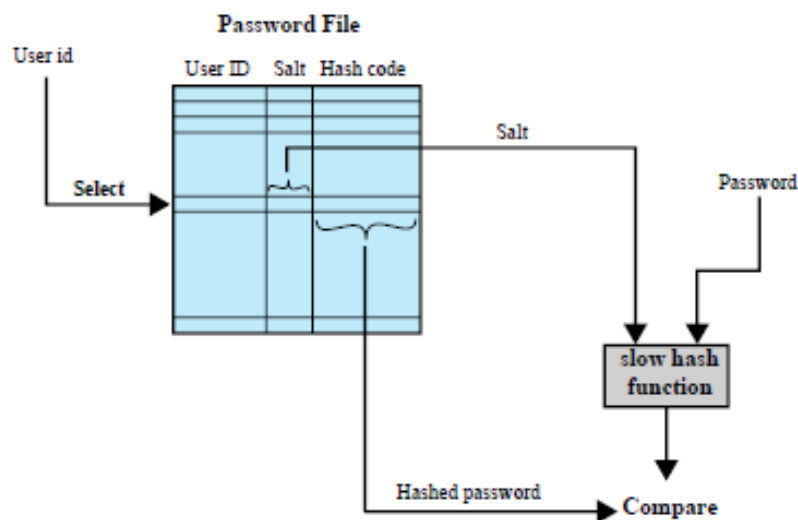 Password File
User id
User ID Salt Hash code
Salt
Select
Password
slow hash
function
Hashed password
Compare